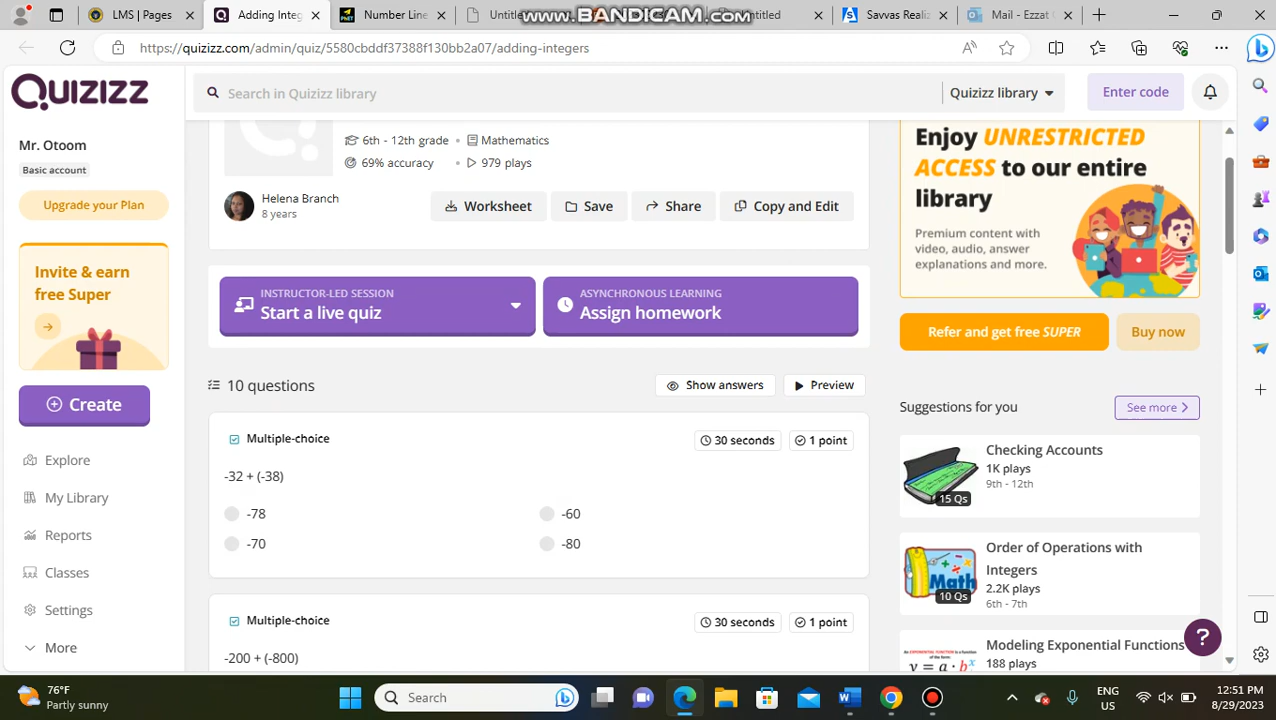 LMS | Pages
Adding Integ
Number Line
Untitled
Untitled
Savvas Realiz
Mail - Ezzat O
www.BANDICAM.com
https://quizizz.com/admin/quiz/5580cbddf37388f130bb2a07/adding-integers
QUIZIZZ
Search in Quizizz library
Quizizz library
Enter code
Mr. Otoom
Basic account
Upgrade your Plan
Invite & earn
free Super
Create
Explore
My Library
Reports
Classes
Settings
More
6th - 12th grade • Mathematics
69% accuracy • 979 plays
Helena Branch
8 years
Worksheet
Save
Share
Copy and Edit
INSTRUCTOR-LED SESSION
Start a live quiz
ASYNCHRONOUS LEARNING
Assign homework
10 questions
Show answers
Preview
Multiple-choice
30 seconds
1 point
-32 + (-38)
-78
-60
-70
-80
Multiple-choice
30 seconds
1 point
-200 + (-800)
Enjoy UNRESTRICTED
ACCESS to our entire
library
Premium content with
video, audio, answer
explanations and more.
Refer and get free SUPER
Buy now
Suggestions for you
See more
Checking Accounts
1K plays
9th - 12th
15 Qs
Order of Operations with
Integers
2.2K plays
6th - 7th
Math
10 Qs
Modeling Exponential Functions
188 plays
y = a · b^x
?
76°F
Partly sunny
Search
ENG
US
12:51 PM
8/29/2023